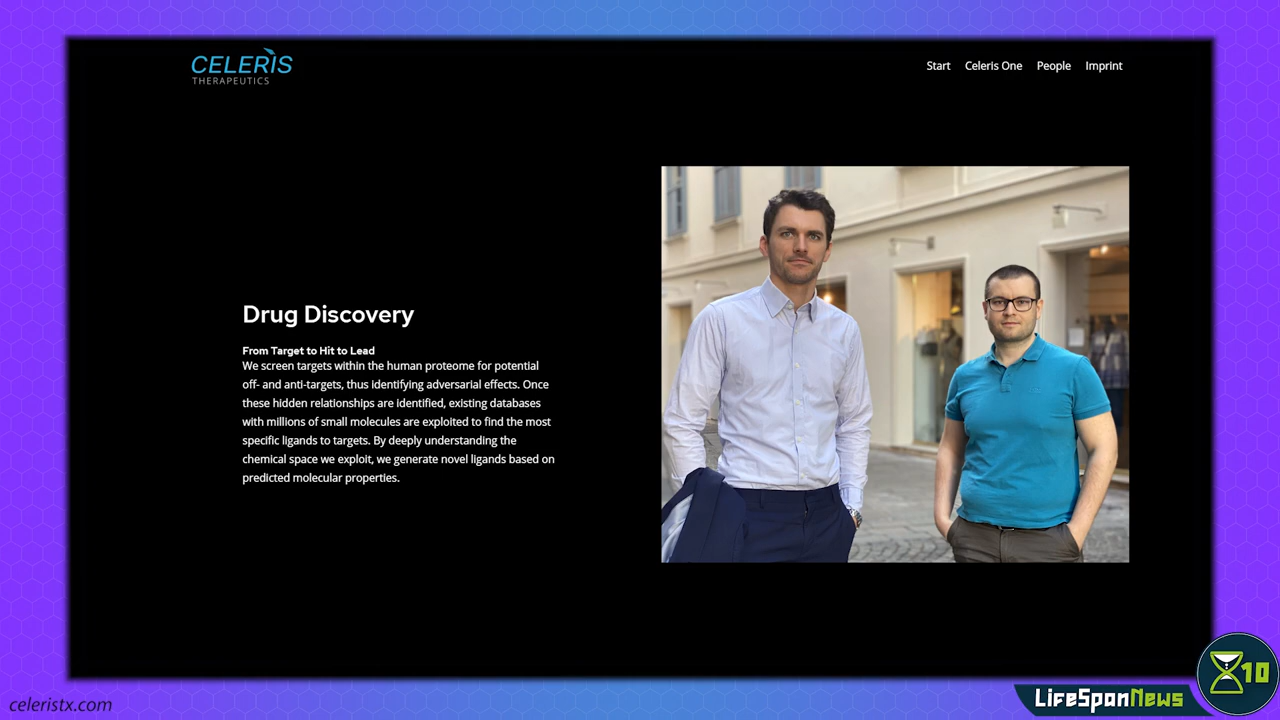 CELERIS
THERAPEUTICS
Start Celeris One People Imprint
Drug Discovery
From Target to Hit to Lead
We screen targets within the human proteome for potential
off- and anti-targets, thus identifying adversarial effects. Once
these hidden relationships are identified, existing databases
with millions of small molecules are exploited to find the most
specific ligands to targets. By deeply understanding the
chemical space we exploit, we generate novel ligands based on
predicted molecular properties.
celeristx.com
LifeSpanNews
10